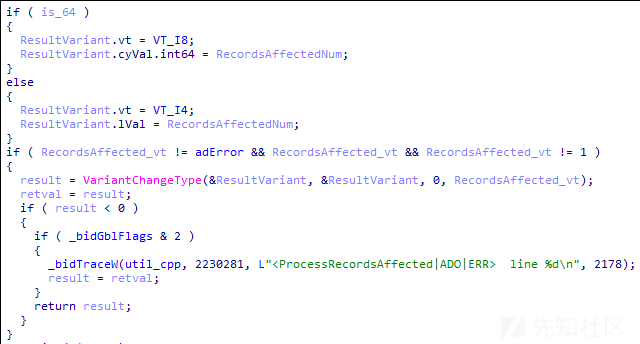 if ( is_64 )
{
  ResultVariant.vt = VT_I8;
  ResultVariant.cyVal.int64 = RecordsAffectedNum;
}
else
{
  ResultVariant.vt = VT_I4;
  ResultVariant.lVal = RecordsAffectedNum;
}
if ( RecordsAffected_vt != adError && RecordsAffected_vt && RecordsAffected_vt != 1 )
{
  result = VariantChangeType(&ResultVariant, &ResultVariant, 0, RecordsAffected_vt);
  retval = result;
  if ( result < 0 )
  {
    if ( _bidGblFlags & 2 )
    {
      _bidTraceW(util_cpp, 2230281, L"<ProcessRecordsAffected|ADO|ERR>  line %d\n", 2178);
      result = retval;
    }
    return result;
  }
}
先知社区